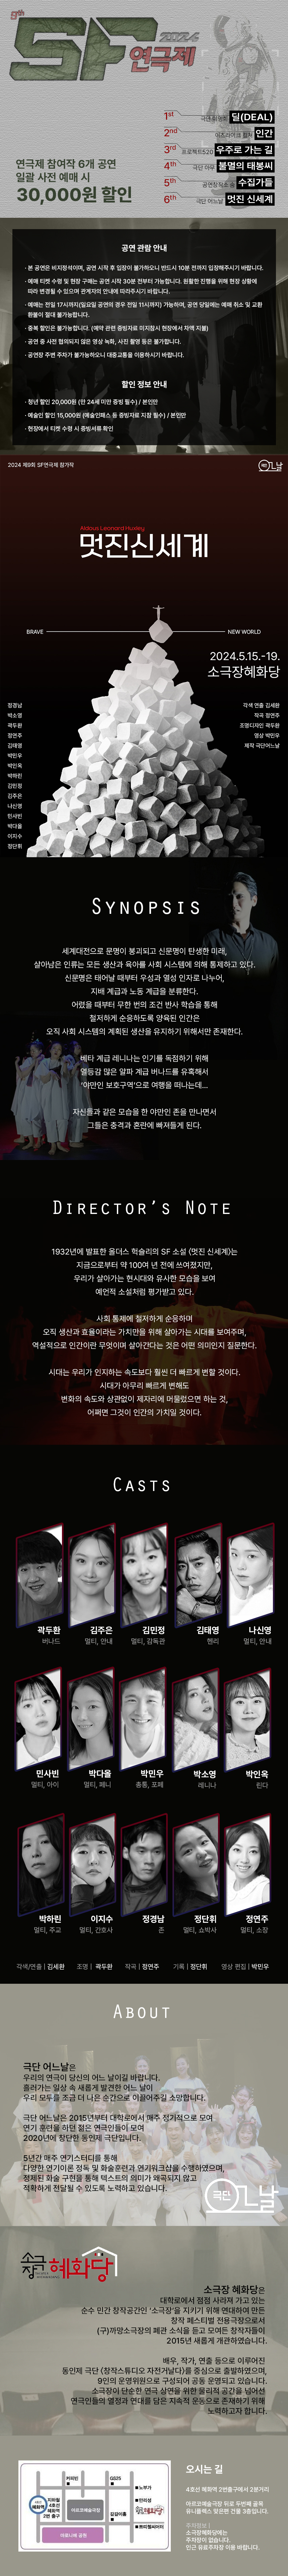 9th SF 2024 연극제
연극제 참여작 6개 공연
일괄 사전 예매 시
30,000원 할인
1st 딜(DEAL)
2nd 인간
3rd 프로젝트520 우주로 가는 길
4th 극단 아우 불멸의 태봉씨
5th 수집가들
6th 극단 어느날 멋진 신세계
공연 관람 안내
· 본 공연은 비지정석이며, 공연 시작 후 입장이 불가하오니 반드시 10분 전까지 입장해주시기 바랍니다.
· 예매 티켓 수령 및 현장 구매는 공연 시작 30분 전부터 가능합니다. 원활한 진행을 위해 현장 상황에
따라 변경될 수 있으며 관계자의 안내에 따라주시기 바랍니다.
· 예매는 전일 17시까지(일요일 공연의 경우 전일 11시까지) 가능하며, 공연 당일에는 예매 취소 및 교환
환불이 절대 불가능합니다.
· 중복 할인은 불가능합니다. (예약 관련 증빙자료 미지참시 현장에서 차액 지불)
· 공연 중 사전 협의되지 않은 영상 녹화, 사진 촬영 등은 불가합니다.
· 공연장 주변 주차가 불가능하오니 대중교통을 이용하시기 바랍니다.
할인 정보 안내
· 청년 할인 20,000원 (만 24세 미만 증빙 필수) / 본인만
· 예술인 할인 15,000원 (예술인패스 등 증빙자료 지참 필수) / 본인만
· 현장에서 티켓 수령 시 증빙서류 확인
2024 제9회 SF연극제 참가작
극단 어느날
Aldous Leonard Huxley
멋진신세계
BRAVE NEW WORLD
2024.5.15.-19.
소극장혜화당
정경남
박소영
곽두환
정연주
김태영
박민우
박인옥
박하린
김민정
김주은
나신영
민사빈
박다올
이지수
정단휘
각색 연출 김세환
작곡 정연주
조명디자인 곽두환
영상 박민우
제작 극단어느날
SYNOPSIS
세계대전으로 문명이 붕괴되고 신문명이 탄생한 미래,
살아남은 인류는 모든 생산과 육아를 사회 시스템에 의해 통제하고 있다.
신문명은 태어날 때부터 우성과 열성 인자로 나누어,
지배 계급과 노동 계급을 분류한다.
어렸을 때부터 무한 번의 조건 반사 학습을 통해
철저하게 순응하도록 양육된 인간은
오직 사회 시스템의 계획된 생산을 유지하기 위해서만 존재한다.
베타 계급 레니나는 인기를 독점하기 위해
열등감 많은 알파 계급 버나드를 유혹해서
'야만인 보호구역'으로 여행을 떠나는데...
자신들과 같은 모습을 한 야만인 존을 만나면서
그들은 충격과 혼란에 빠져들게 된다.
DIRECTOR'S NOTE
1932년에 발표한 올더스 헉슬리의 SF 소설 <멋진 신세계>는
지금으로부터 약 100여 년 전에 쓰여졌지만,
우리가 살아가는 현시대와 유사한 모습을 보여
예언적 소설처럼 평가받고 있다.
사회 통제에 철저하게 순응하며
오직 생산과 효율이라는 가치만을 위해 살아가는 시대를 보여주며,
역설적으로 인간이란 무엇이며 살아간다는 것은 어떤 의미인지 질문한다.
시대는 우리가 인지하는 속도보다 훨씬 더 빠르게 변할 것이다.
시대가 아무리 빠르게 변해도
변화의 속도와 상관없이 제자리에 머물렀으면 하는 것,
어쩌면 그것이 인간의 가치일 것이다.
CASTS
곽두환 김주은 김민정 김태영 나신영
버나드 멀티, 안내 멀티, 감독관 헨리 멀티, 안내
민사빈 박다올 박민우 박소영 박인옥
멀티, 아이 멀티, 페니 총통, 포페 레니나 린다
박하린 이지수 정경남 정단휘 정연주
멀티, 주교 멀티, 간호사 존 멀티, 쇼박사 멀티, 소장
각색/연출 | 김세환 조명 | 곽두환 작곡 | 정연주 기록 | 정단휘 영상 편집 | 박민우
ABOUT
극단 어느날은
우리의 연극이 당신의 어느 날이길 바랍니다.
흘러가는 일상 속 새롭게 발견한 어느 날이
우리 모두를 조금 더 나은 순간으로 이끌어주길 소망합니다.
극단 어느날은 2015년부터 대학로에서 매주 정기적으로 모여
연기 훈련을 하던 젊은 연극인들이 모여
2020년에 창단한 동인제 극단입니다.
5년간 매주 연기스터디를 통해
다양한 연기이론 정독 및 화술훈련과 연기워크샵을 수행하였으며,
정제된 화술 구현을 통해 텍스트의 의미가 왜곡되지 않고
적확하게 전달될 수 있도록 노력하고 있습니다.
극단 어느날
소극장 혜화당
소극장 혜화당은
대학로에서 점점 사라져 가고 있는
순수 민간 창작공간인 '소극장'을 지키기 위해 연대하여 만든
창작 페스티벌 전용극장으로서
(구)까망소극장의 폐관 소식을 듣고 모여든 창작자들이
2015년 새롭게 개관하였습니다.
배우, 작가, 연출 등으로 이루어진
동인제 극단 (창작스튜디오 자전거날다)를 중심으로 출발하였으며,
9인의 운영위원으로 구성되어 공동 운영되고 있습니다.
소극장이 단순한 연극 상연을 위한 물리적 공간을 넘어선
연극인들의 열정과 연대를 담은 지속적 운동으로 존재하기 위해
노력하고자 합니다.
커피빈
GS25
노부가
지하철
4호선
혜화역
2번 출구
혜화역
아르코예술극장
깁갑이홀
인의성
혜화당
마로니에 공원
쁘띠쩸버거미
오시는 길
4호선 혜화역 2번출구에서 2분거리
아르코예술극장 뒤로 두번째 골목
유니플렉스 맞은편 건물 3층입니다.
주차정보 |
소극장혜화당에는
주차장이 없습니다.
인근 유료주차장 이용 바랍니다.